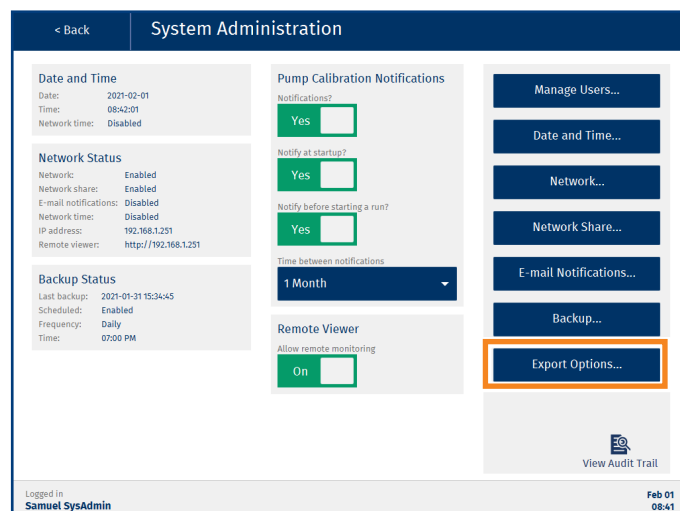 < Back
System Administration
Date and Time
Date: 2021-02-01
Time: 08:42:01
Network time: Disabled
Network Status
Network: Enabled
Network share: Enabled
E-mail notifications: Disabled
Network time: Disabled
IP address: 192.168.1.251
Remote viewer: http://192.168.1.251
Backup Status
Last backup: 2021-01-31 15:34:45
Scheduled: Enabled
Frequency: Daily
Time: 07:00 PM
Pump Calibration Notifications
Notifications?
Yes
Notify at startup?
Yes
Notify before starting a run?
Yes
Time between notifications
1 Month
Remote Viewer
Allow remote monitoring
On
Manage Users...
Date and Time...
Network...
Network Share...
E-mail Notifications...
Backup...
Export Options...
View Audit Trail
Logged in
Samuel SysAdmin
Feb 01
08:41